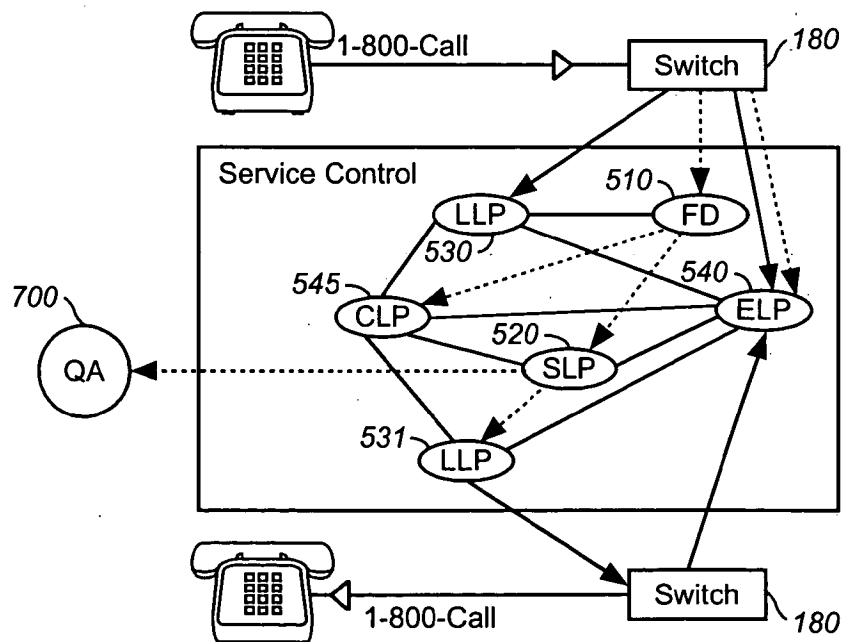 1-800-Call
Switch
180
Service Control
510
LLP
FD
530
545
540
700
CLP
520
ELP
QA
SLP
531
LLP
Switch
1-800-Call
180